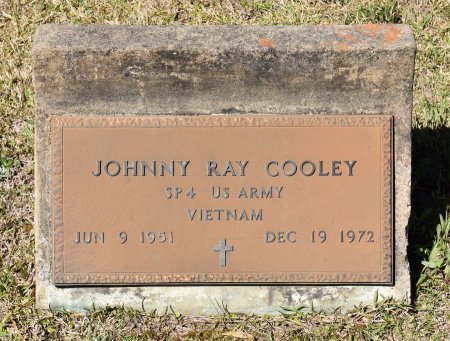 JOHNNY RAY COOLEY
SP4 US ARMY
VIETNAM
JUN 9 1951 DEC 19 1972